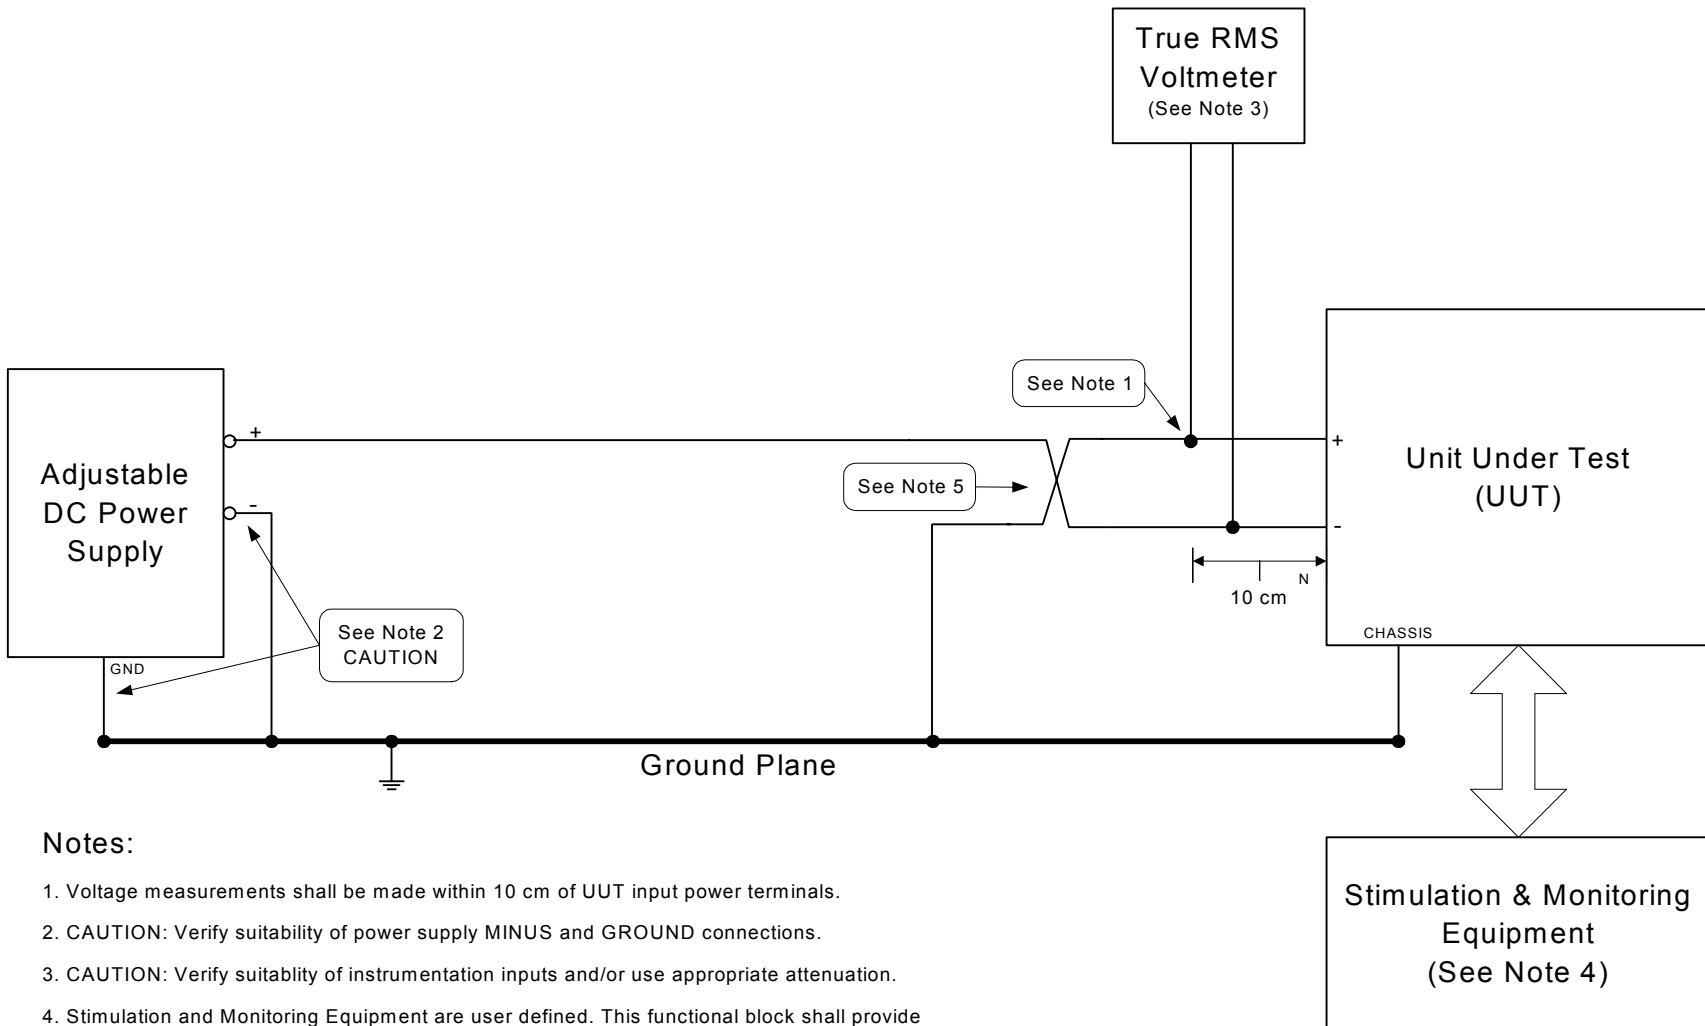 True RMS
Voltmeter
(See Note 3)
See Note 1
Adjustable
DC Power
Supply
+
-
GND
See Note 5
-
+
-
Unit Under Test
(UUT)
N
10 cm
CHASSIS
See Note 2
CAUTION
Ground Plane
Notes:
1. Voltage measurements shall be made within 10 cm of UUT input power terminals.
2. CAUTION: Verify suitability of power supply MINUS and GROUND connections.
3. CAUTION: Verify suitablity of instrumentation inputs and/or use appropriate attenuation.
4. Stimulation and Monitoring Equipment are user defined. This functional block shall provide
Stimulation & Monitoring
Equipment
(See Note 4)